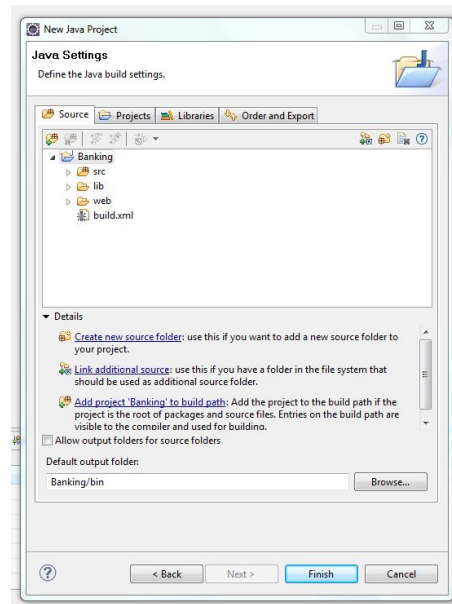 New Java Project
Java Settings
Define the Java build settings.
Source Projects Libraries Order and Export
Banking
src
lib
web
build.xml
Details
Create new source folder: use this if you want to add a new source folder to
your project.
Link additional source: use this if you have a folder in the file system that
should be used as additional source folder.
Add project 'Banking' to build path: Add the project to the build path if the
project is the root of packages and source files. Entries on the build path are
visible to the compiler and used for building.
Allow output folders for source folders
Default output folder:
Banking/bin
Browse...
< Back Next > Finish Cancel